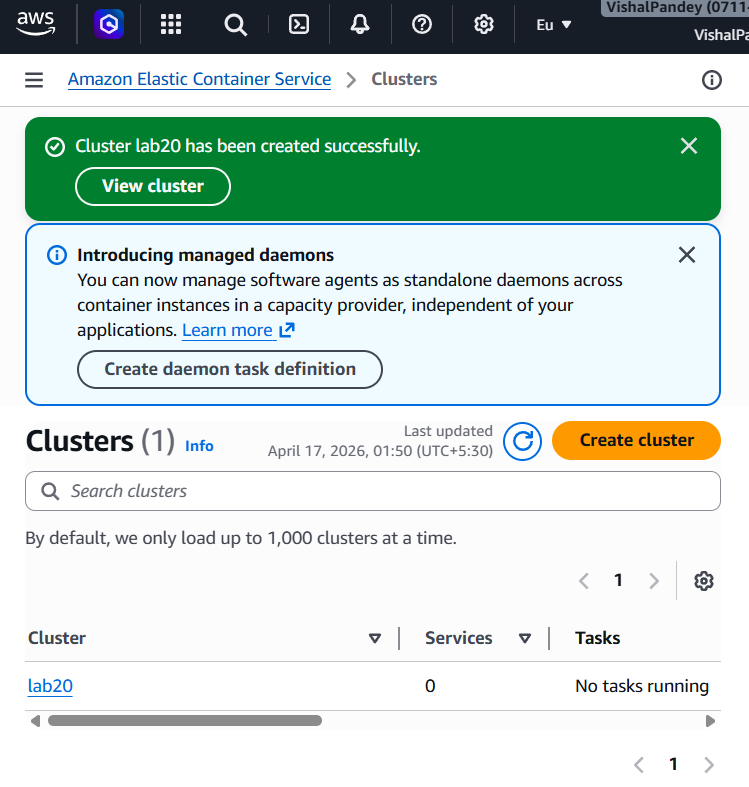 aws
Eu
VishalPandey (0711-
VishalPa
Amazon Elastic Container Service > Clusters
Cluster lab20 has been created successfully.
View cluster
Introducing managed daemons
You can now manage software agents as standalone daemons across
container instances in a capacity provider, independent of your
applications. Learn more
Create daemon task definition
Clusters (1) Info
Last updated
April 17, 2026, 01:50 (UTC+5:30)
Create cluster
Search clusters
By default, we only load up to 1,000 clusters at a time.
1
Cluster Services Tasks
lab20 0 No tasks running
1